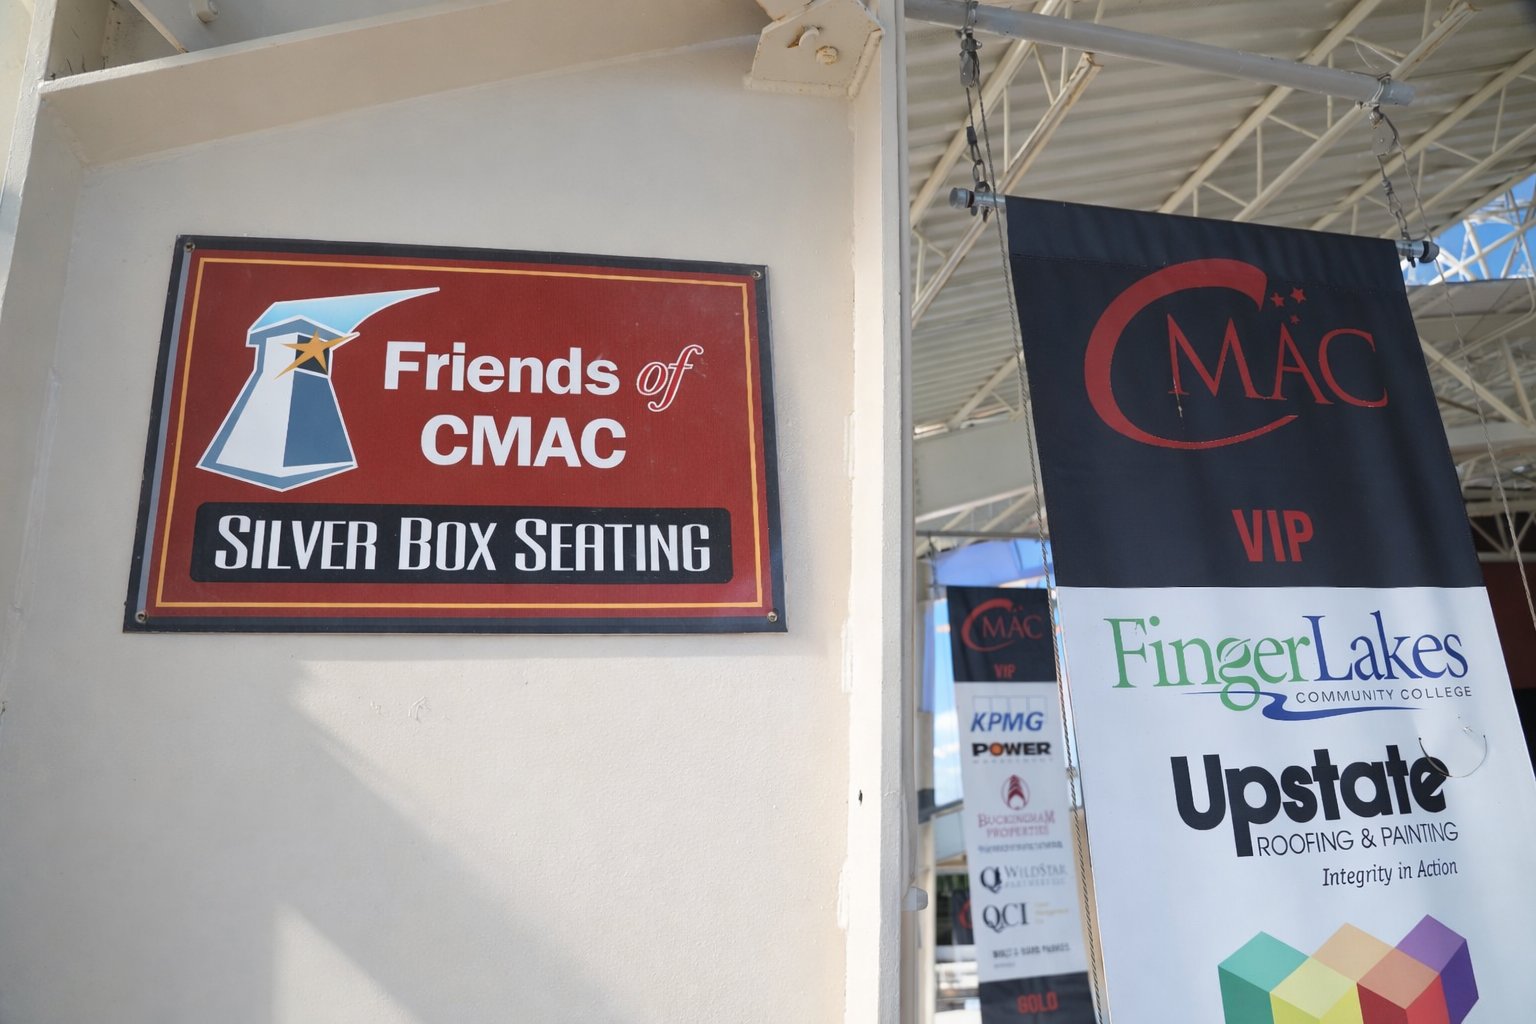 Friends of
CMAC
SILVER BOX SEATING
CMAC
VIP
FingerLakes
COMMUNITY COLLEGE
Upstate
ROOFING & PAINTING
Integrity in Action
CMAC
VIP
KPMG
POWER
BUCKINGHAM
PROPERTIES
WILDSTAR
QCI
GOLD